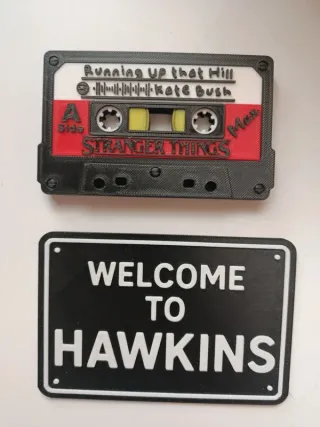 Running Up that Hill
Kate Bush
A
Side
Max
STRANGER THINGS
WELCOME
TO
HAWKINS